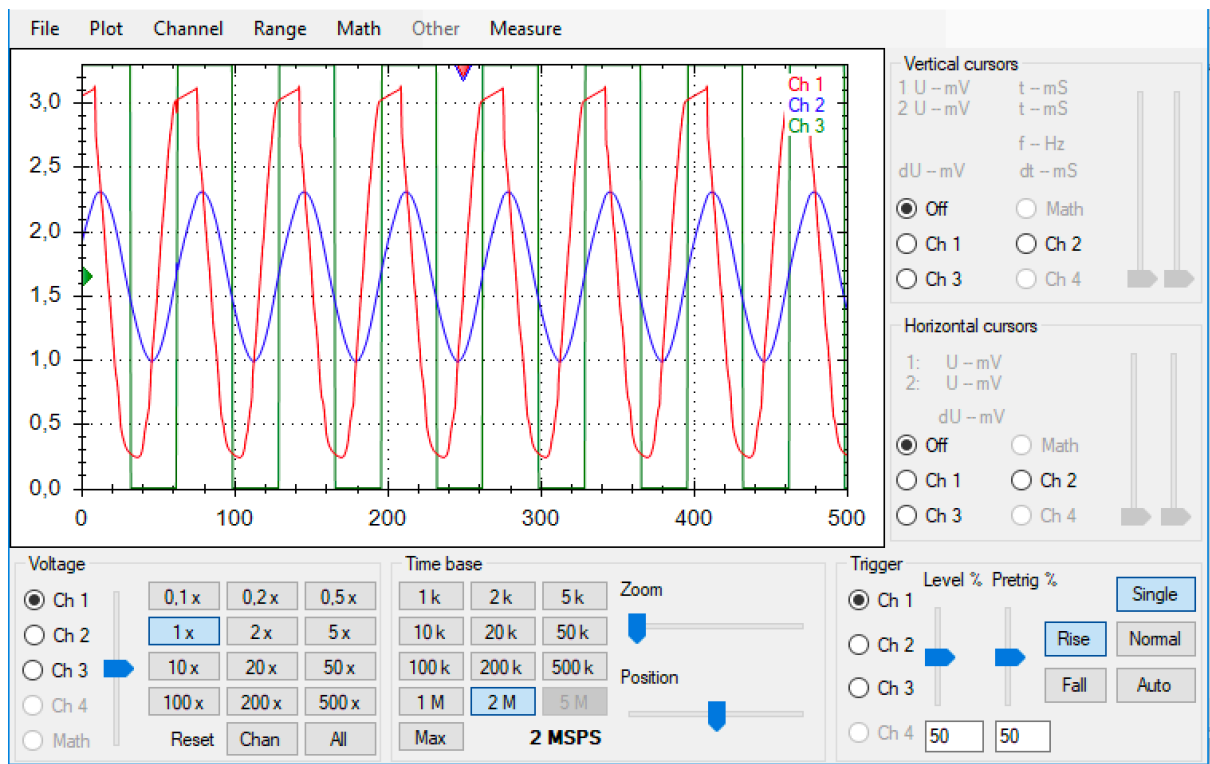 File Plot Channel Range Math Other Measure
Ch 1
Ch 2
Ch 3
3,0
2,5
2,0
1,5
1,0
0,5
0,0
0 100 200 300 400 500
Vertical cursors
1 U -- mV t -- mS
2 U -- mV t -- mS
f -- Hz
dU -- mV dt -- mS
Off Math
Ch 1 Ch 2
Ch 3 Ch 4
Horizontal cursors
1: U -- mV
2: U -- mV
dU -- mV
Off Math
Ch 1 Ch 2
Ch 3 Ch 4
Voltage
Ch 1 0,1 x 0,2 x 0,5 x
Ch 2 1 x 2 x 5 x
Ch 3 10 x 20 x 50 x
Ch 4 100 x 200 x 500 x
Math Reset Chan All
Time base
1 k 2 k 5 k Zoom
10 k 20 k 50 k
100 k 200 k 500 k Position
1 M 2 M 5 M
Max 2 MSPS
Trigger
Level % Pretrig %
Ch 1 Single
Ch 2 Rise Normal
Ch 3 Fall Auto
Ch 4 50 50